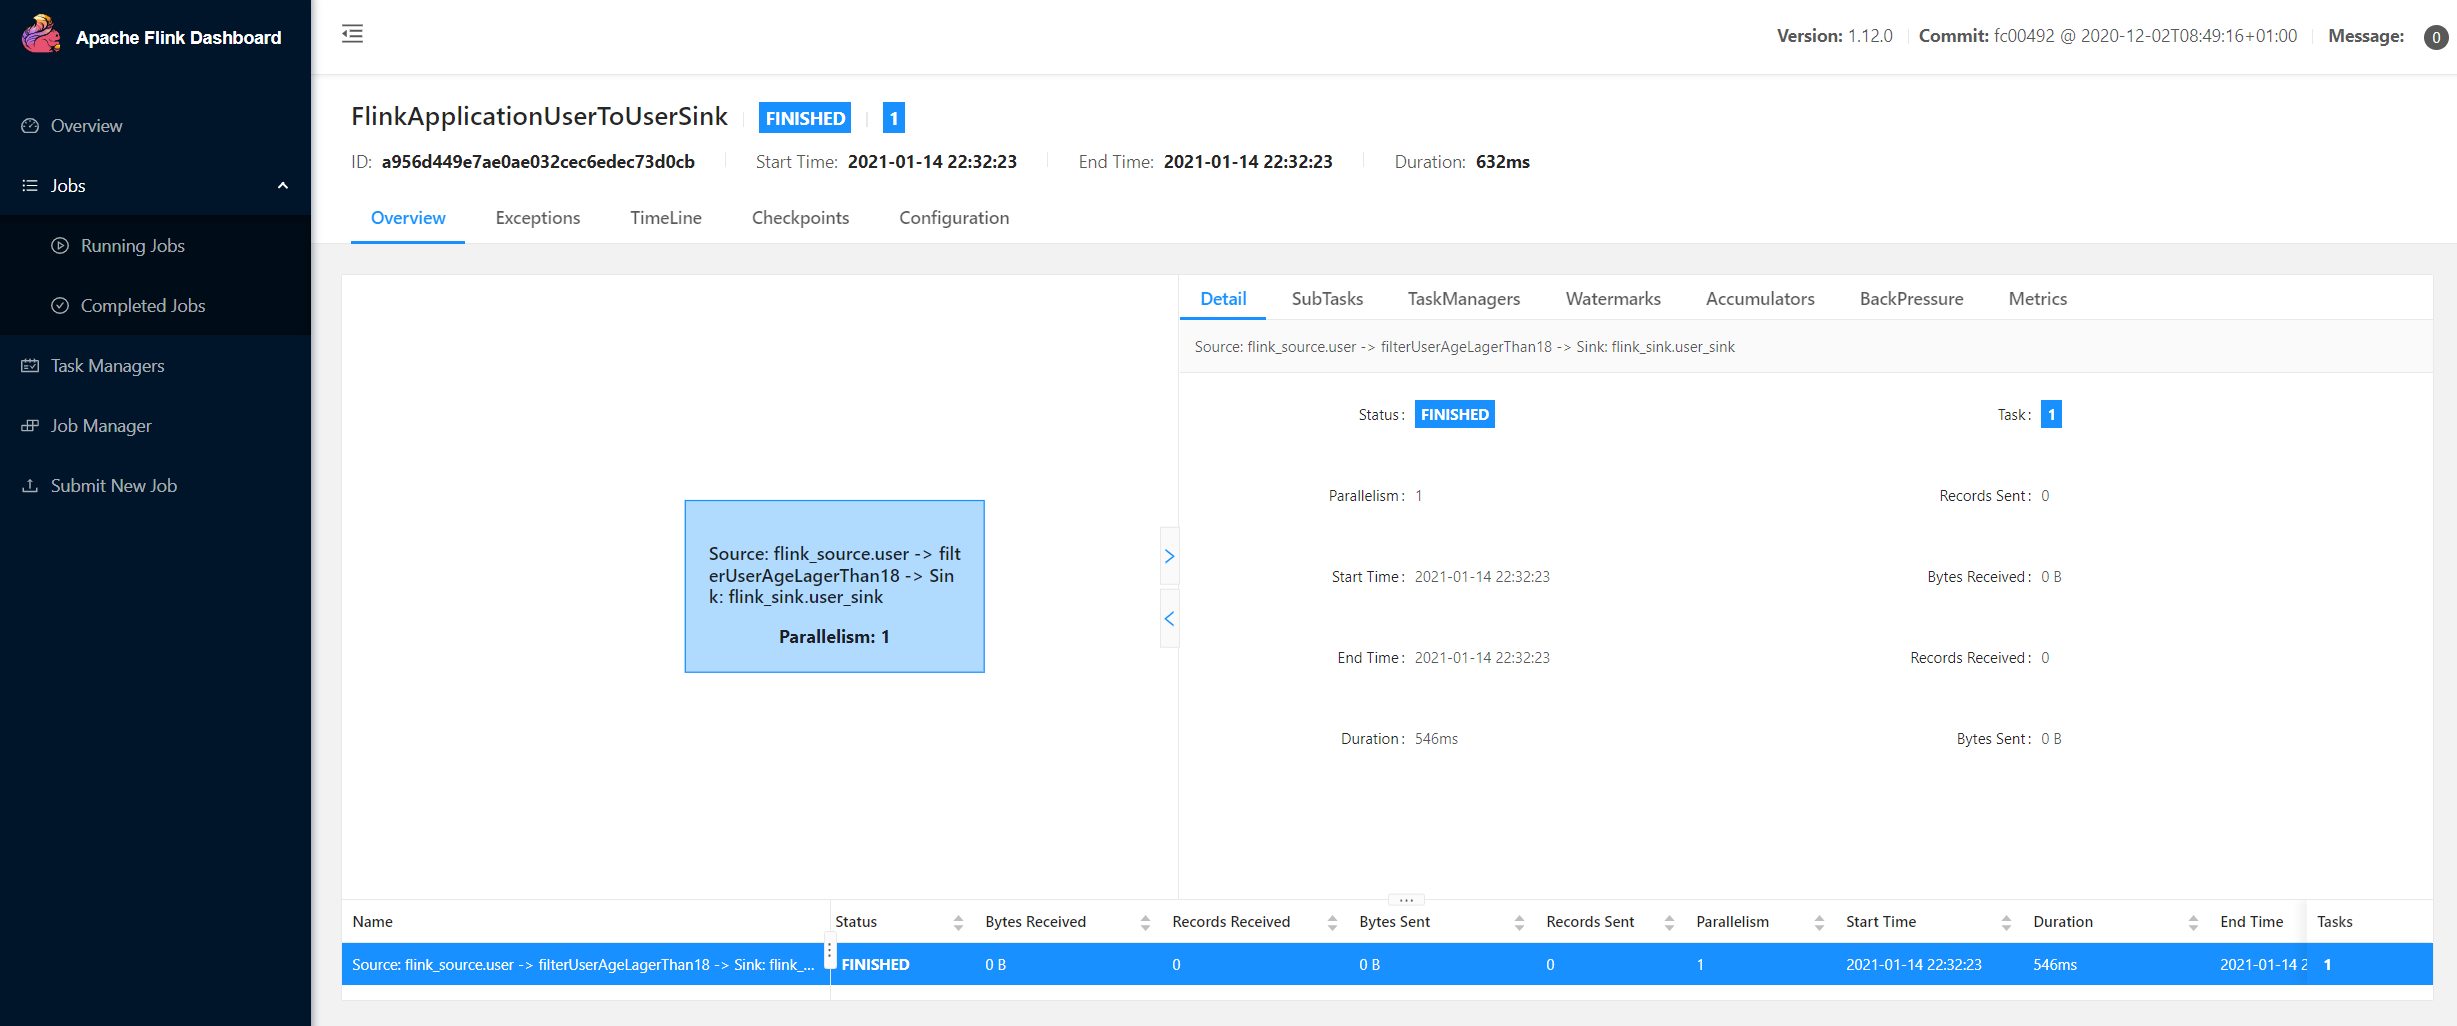 Apache Flink Dashboard
Version: 1.12.0 Commit: fc00492 @ 2020-12-02T08:49:16+01:00 Message: 0
Overview
Jobs
Running Jobs
Completed Jobs
Task Managers
Job Manager
Submit New Job
FlinkApplicationUserToUserSink FINISHED 1
ID: a956d449e7ae0ae032cec6edec73d0cb Start Time: 2021-01-14 22:32:23 End Time: 2021-01-14 22:32:23 Duration: 632ms
Overview Exceptions TimeLine Checkpoints Configuration
Source: flink_source.user -> filt
erUserAgeLagerThan18 -> Sin
k: flink_sink.user_sink
Parallelism: 1
Detail SubTasks TaskManagers Watermarks Accumulators BackPressure Metrics
Source: flink_source.user -> filterUserAgeLagerThan18 -> Sink: flink_sink.user_sink
Status: FINISHED Task: 1
Parallelism: 1 Records Sent: 0
Start Time: 2021-01-14 22:32:23 Bytes Received: 0 B
End Time: 2021-01-14 22:32:23 Records Received: 0
Duration: 546ms Bytes Sent: 0 B
Name Status Bytes Received Records Received Bytes Sent Records Sent Parallelism Start Time Duration End Time Tasks
Source: flink_source.user -> filterUserAgeLagerThan18 -> Sink: flink_... FINISHED 0 B 0 0 B 0 1 2021-01-14 22:32:23 546ms 2021-01-14 2 1